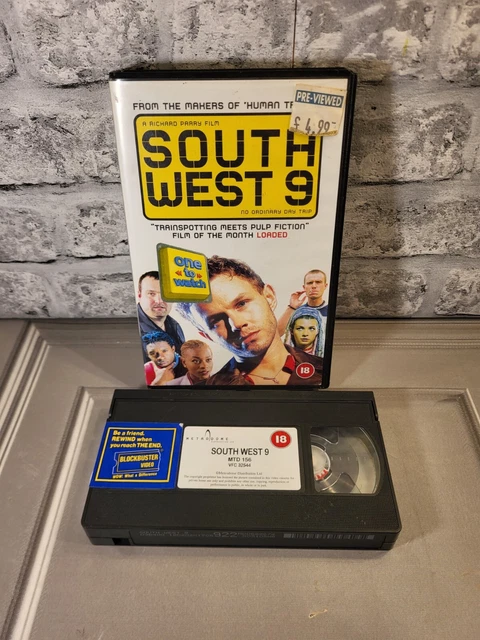 FROM THE MAKERS OF 'HUMAN TR
PRE-VIEWED
£4.99
A RICHARD PARRY FILM
SOUTH
WEST 9
NO ORDINARY DAY TRIP
"TRAINSPOTTING MEETS PULP FICTION"
FILM OF THE MONTH LOADED
one
to
watch
18
Be a friend.
REWIND when
you reach THE END.
BLOCKBUSTER
VIDEO
WOW! What a Difference
METRODOME
18
SOUTH WEST 9
MTD 156
VFC 32944